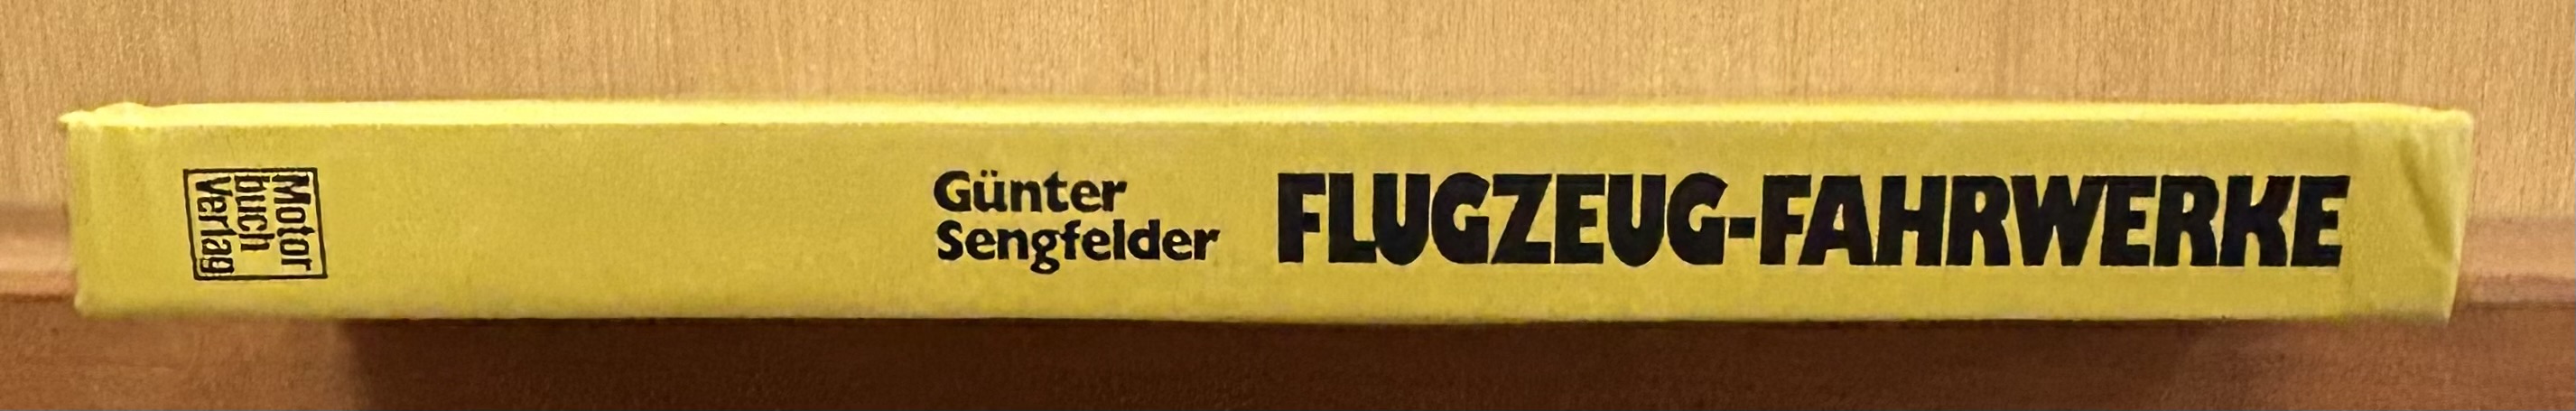 Motor
buch
Verlag
Günter
Sengfelder
FLUGZEUG-FAHRWERKE